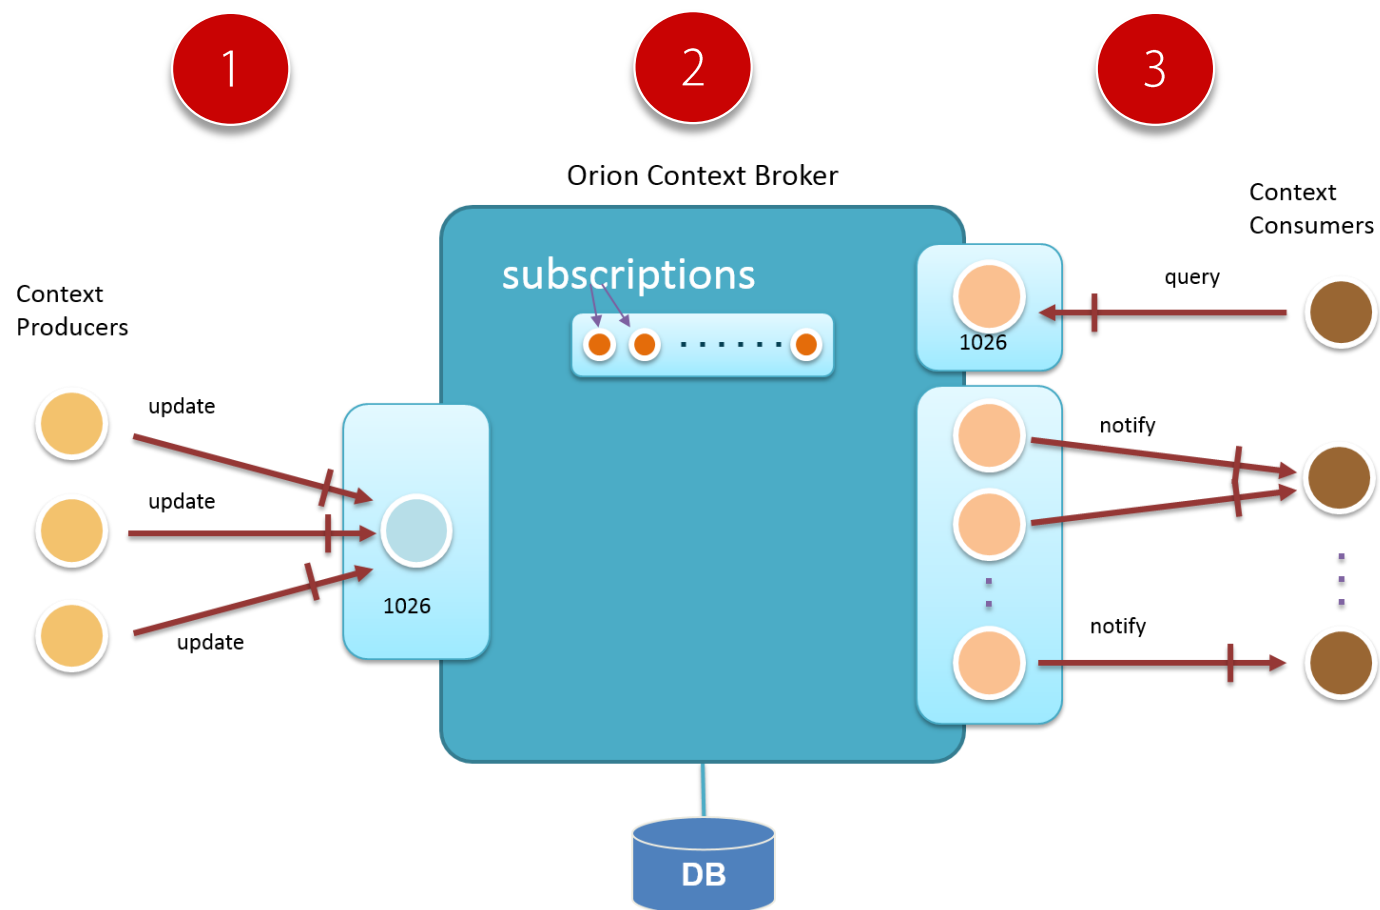 1
2
3
Orion Context Broker
Context
Producers
update
update
update
1026
subscriptions
1026
Context
Consumers
query
notify
notify
DB